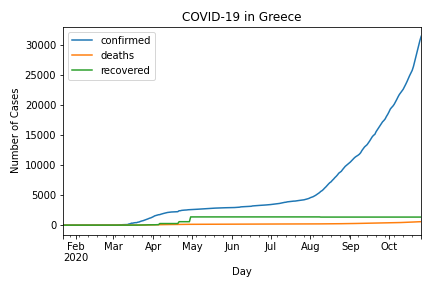 COVID-19 in Greece
confirmed
deaths
recovered
Number of Cases
30000
25000
20000
15000
10000
5000
0
Feb Mar Apr May Jun Jul Aug Sep Oct
2020
Day